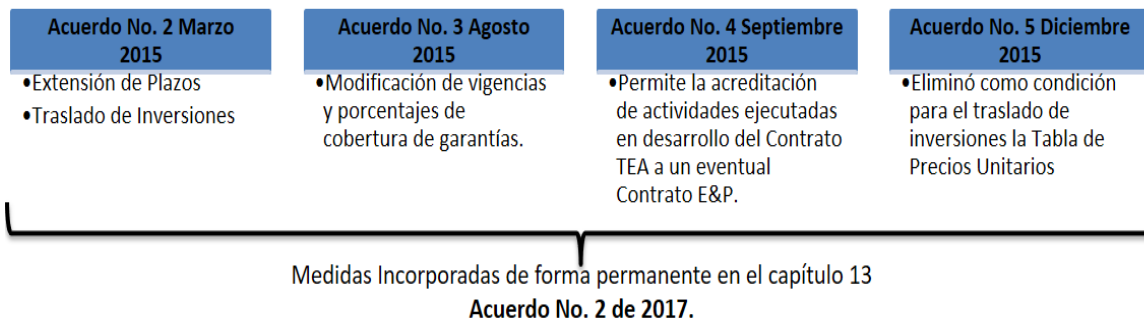 Acuerdo No. 2 Marzo
2015
•Extensión de Plazos
•Traslado de Inversiones
Acuerdo No. 3 Agosto
2015
•Modificación de vigencias
y porcentajes de
cobertura de garantías.
Acuerdo No. 4 Septiembre
2015
•Permite la acreditación
de actividades ejecutadas
en desarrollo del Contrato
TEA a un eventual
Contrato E&P.
Acuerdo No. 5 Diciembre
2015
•Eliminó como condición
para el traslado de
inversiones la Tabla de
Precios Unitarios
Medidas Incorporadas de forma permanente en el capítulo 13
Acuerdo No. 2 de 2017.